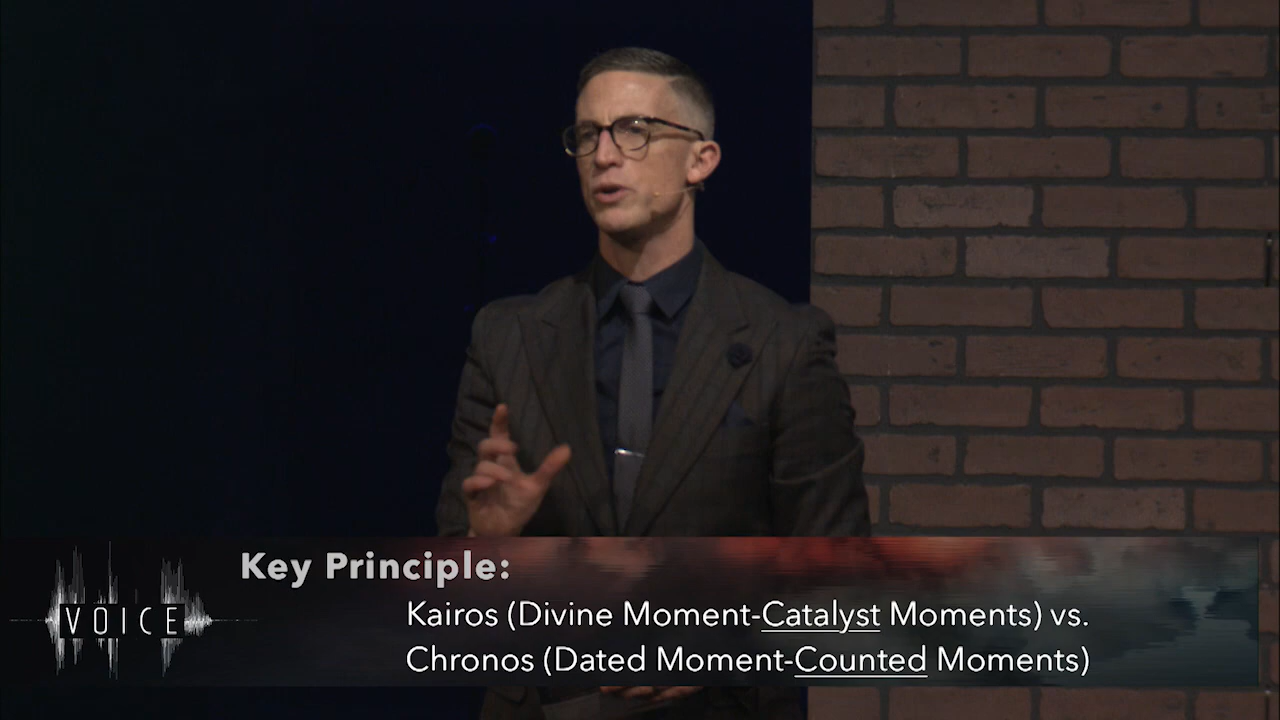 VOICE
Key Principle:
Kairos (Divine Moment-Catalyst Moments) vs.
Chronos (Dated Moment-Counted Moments)